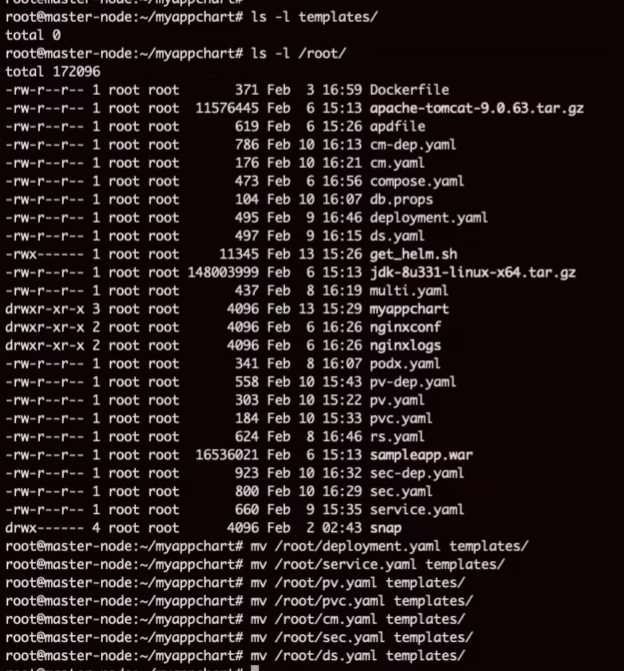 root@master-node:~/myappchart# ls -l templates/
total 0
root@master-node:~/myappchart# ls -l /root/
total 172096
-rw-r--r-- 1 root root 371 Feb 3 16:59 Dockerfile
-rw-r--r-- 1 root root 11576445 Feb 6 15:13 apache-tomcat-9.0.63.tar.gz
-rw-r--r-- 1 root root 619 Feb 6 15:26 apdfile
-rw-r--r-- 1 root root 786 Feb 10 16:13 cm-dep.yaml
-rw-r--r-- 1 root root 176 Feb 10 16:21 cm.yaml
-rw-r--r-- 1 root root 473 Feb 6 16:56 compose.yaml
-rw-r--r-- 1 root root 104 Feb 10 16:07 db.props
-rw-r--r-- 1 root root 495 Feb 9 16:46 deployment.yaml
-rw-r--r-- 1 root root 497 Feb 9 16:15 ds.yaml
-rwx------ 1 root root 11345 Feb 13 15:26 get_helm.sh
-rw-r--r-- 1 root root 148003999 Feb 6 15:13 jdk-8u331-linux-x64.tar.gz
-rw-r--r-- 1 root root 437 Feb 8 16:19 multi.yaml
drwxr-xr-x 3 root root 4096 Feb 13 15:29 myappchart
drwxr-xr-x 2 root root 4096 Feb 6 16:26 nginxconf
drwxr-xr-x 2 root root 4096 Feb 6 16:26 nginxlogs
-rw-r--r-- 1 root root 341 Feb 8 16:07 podx.yaml
-rw-r--r-- 1 root root 558 Feb 10 15:43 pv-dep.yaml
-rw-r--r-- 1 root root 303 Feb 10 15:22 pv.yaml
-rw-r--r-- 1 root root 184 Feb 10 15:33 pvc.yaml
-rw-r--r-- 1 root root 624 Feb 8 16:46 rs.yaml
-rw-r--r-- 1 root root 16536021 Feb 6 15:13 sampleapp.war
-rw-r--r-- 1 root root 923 Feb 10 16:32 sec-dep.yaml
-rw-r--r-- 1 root root 800 Feb 10 16:29 sec.yaml
-rw-r--r-- 1 root root 660 Feb 9 15:35 service.yaml
drwx------ 4 root root 4096 Feb 2 02:43 snap
root@master-node:~/myappchart# mv /root/deployment.yaml templates/
root@master-node:~/myappchart# mv /root/service.yaml templates/
root@master-node:~/myappchart# mv /root/pv.yaml templates/
root@master-node:~/myappchart# mv /root/pvc.yaml templates/
root@master-node:~/myappchart# mv /root/cm.yaml templates/
root@master-node:~/myappchart# mv /root/sec.yaml templates/
root@master-node:~/myappchart# mv /root/ds.yaml templates/